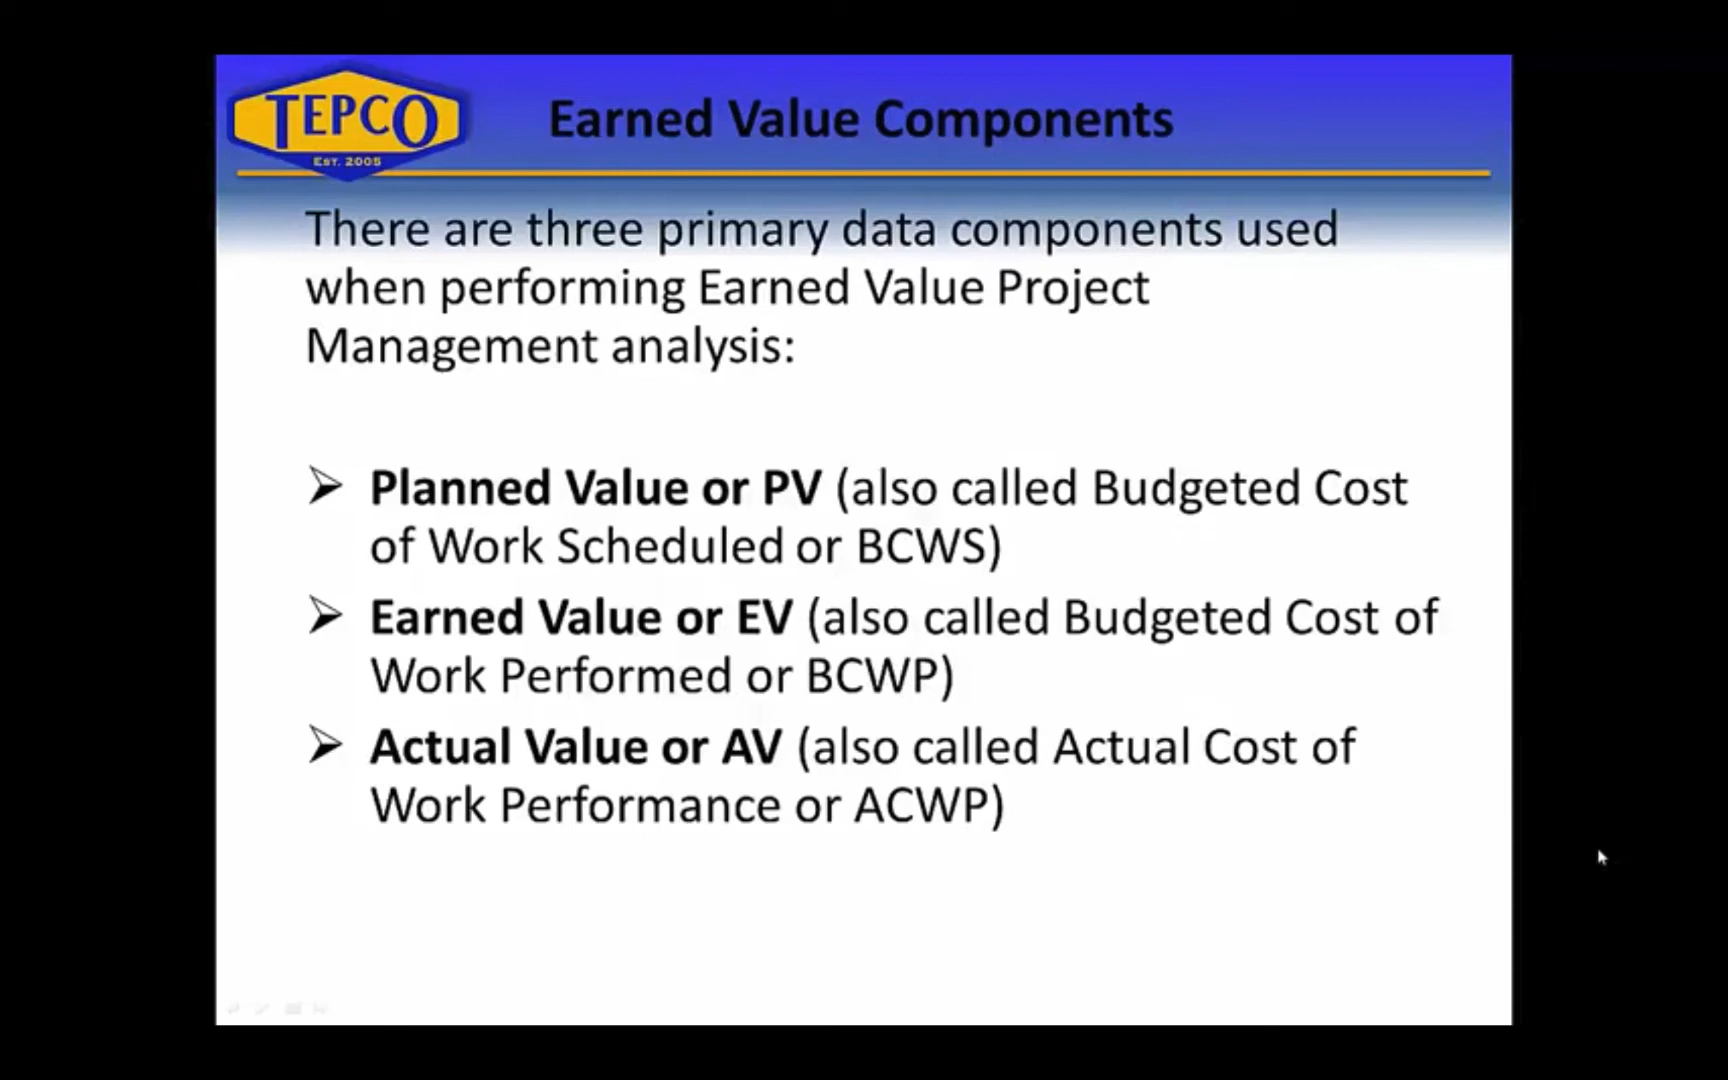 TEPCO
EST. 2005
Earned Value Components
There are three primary data components used
when performing Earned Value Project
Management analysis:
➢ Planned Value or PV (also called Budgeted Cost
of Work Scheduled or BCWS)
➢ Earned Value or EV (also called Budgeted Cost of
Work Performed or BCWP)
➢ Actual Value or AV (also called Actual Cost of
Work Performance or ACWP)